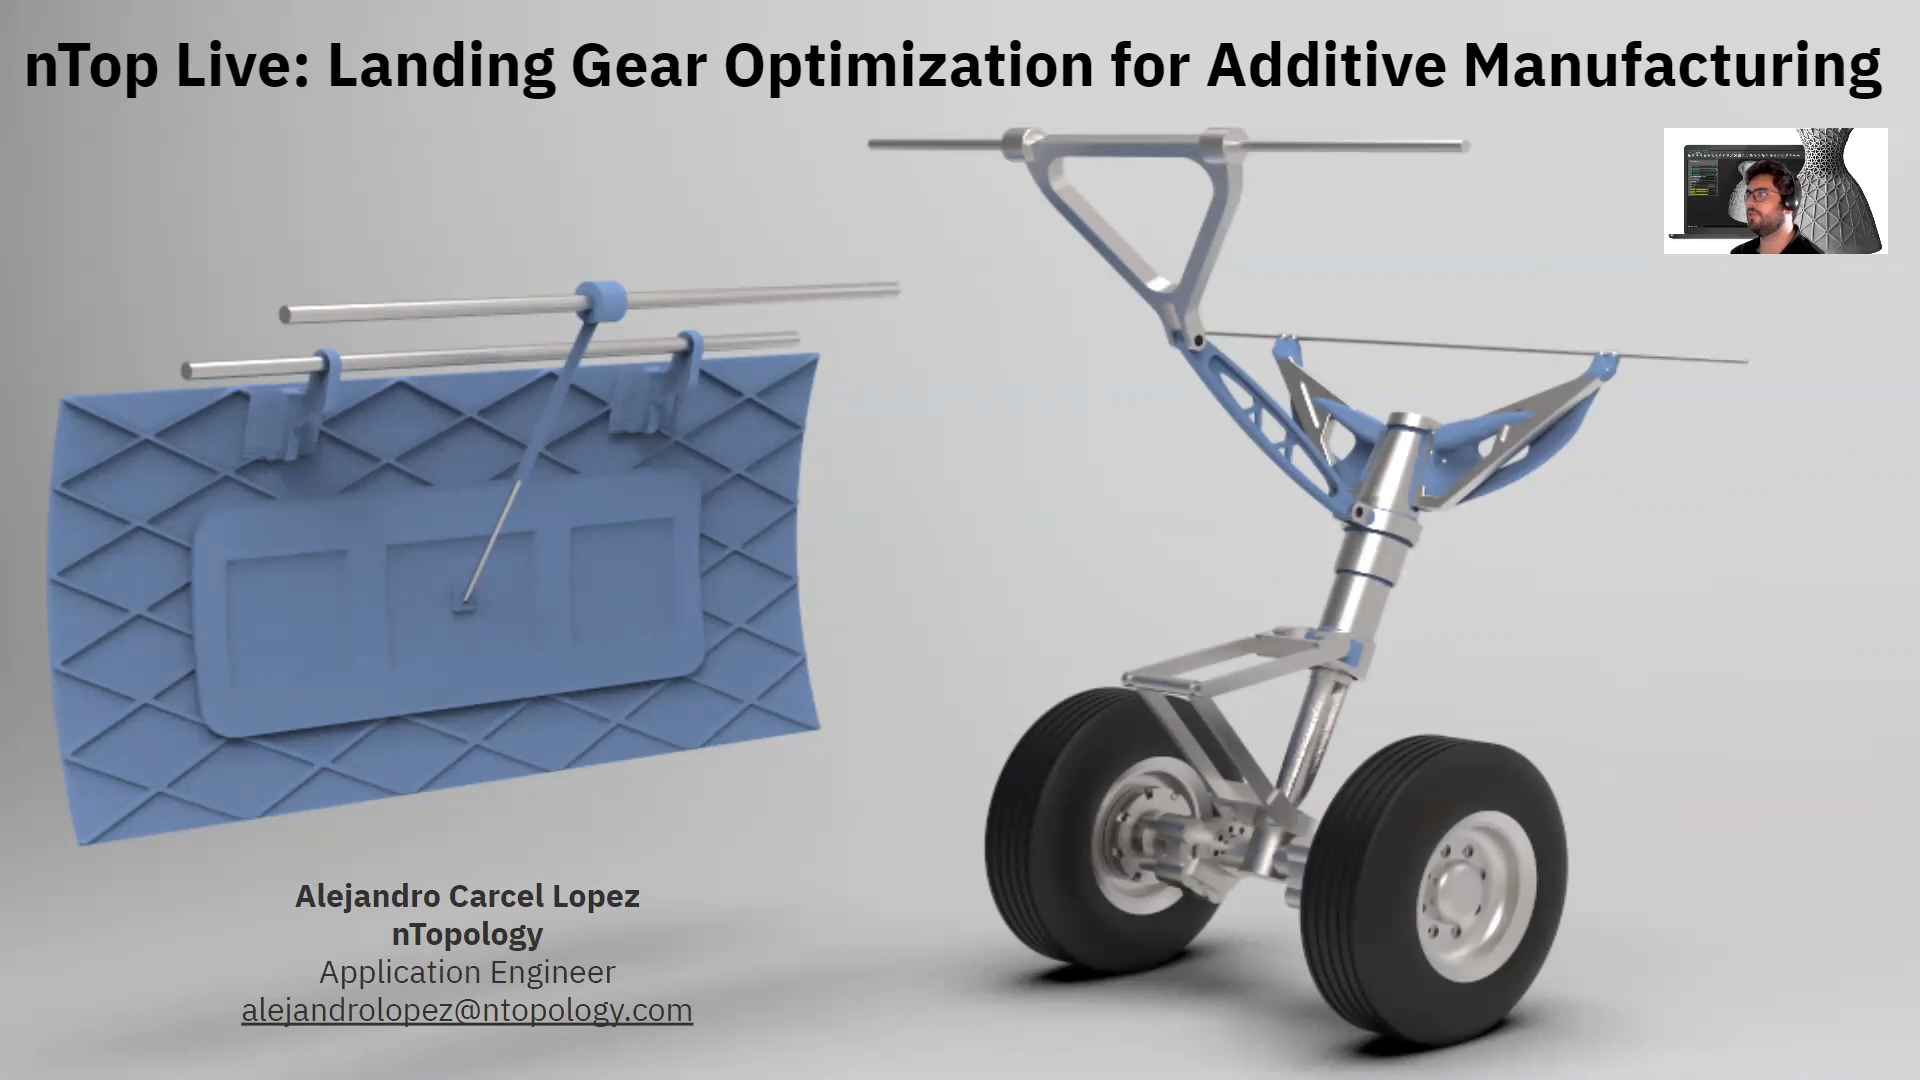 nTop Live: Landing Gear Optimization for Additive Manufacturing
Alejandro Carcel Lopez
nTopology
Application Engineer
alejandrolopez@ntopology.com